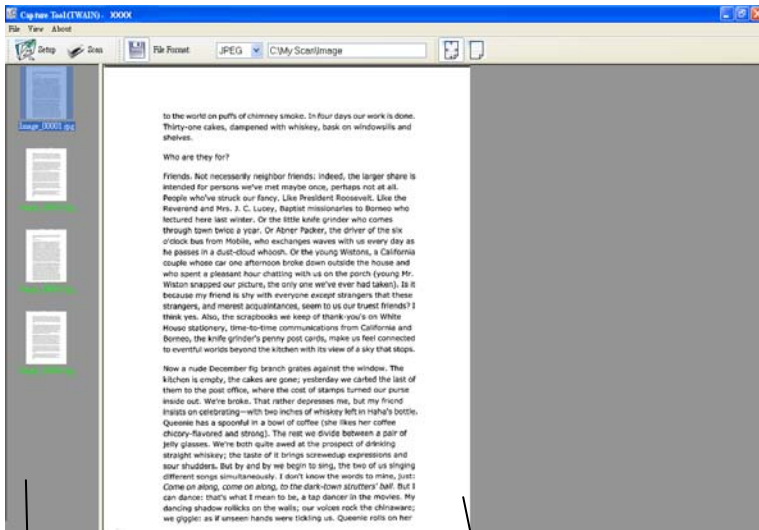 Capture Tool(TWAIN) - XXXX
File View About
Setup Scan File Format: JPEG C:\My Scan\Image
Image_00001.jpg
to the world on puffs of chimney smoke. In four days our work is done.
Thirty-one cakes, dampened with whiskey, bask on windowsills and
shelves.
Who are they for?
Friends. Not necessarily neighbor friends: indeed, the larger share is
intended for persons we've met maybe once, perhaps not at all.
People who've struck our fancy. Like President Roosevelt. Like the
Reverend and Mrs. J. C. Lucey, Baptist missionaries to Borneo who
lectured here last winter. Or the little knife grinder who comes
through town twice a year. Or Abner Packer, the driver of the six
o'clock bus from Mobile, who exchanges waves with us every day as
he passes in a dust-cloud whoosh. Or the young Wistons, a California
couple whose car one afternoon broke down outside the house and
who spent a pleasant hour chatting with us on the porch (young Mr.
Wiston snapped our picture, the only one we've ever had taken). Is it
because my friend is shy with everyone except strangers that these
strangers, and merest acquaintances, seem to us our truest friends? I
think yes. Also, the scrapbooks we keep of thank-you's on White
House stationery, time-to-time communications from California and
Borneo, the knife grinder's penny post cards, make us feel connected
to eventful worlds beyond the kitchen with its view of a sky that stops.
Now a nude December fig branch grates against the window. The
kitchen is empty, the cakes are gone; yesterday we carted the last of
them to the post office, where the cost of stamps turned our purse
inside out. We're broke. That rather depresses me, but my friend
insists on celebrating—with two inches of whiskey left in Haha's bottle.
Queenie has a spoonful in a bowl of coffee (she likes her coffee
chicory-flavored and strong). The rest we divide between a pair of
jelly glasses. We're both quite awed at the prospect of drinking
straight whiskey; the taste of it brings screwedup expressions and
sour shudders. But by and by we begin to sing, the two of us singing
different songs simultaneously. I don't know the words to mine, just:
Come on along, come on along, to the dark-town strutters' ball. But I
can dance: that's what I mean to be, a tap dancer in the movies. My
dancing shadow rollicks on the walls; our voices rock the chinaware;
we giggle: as if unseen hands were tickling us. Queenie rolls on her